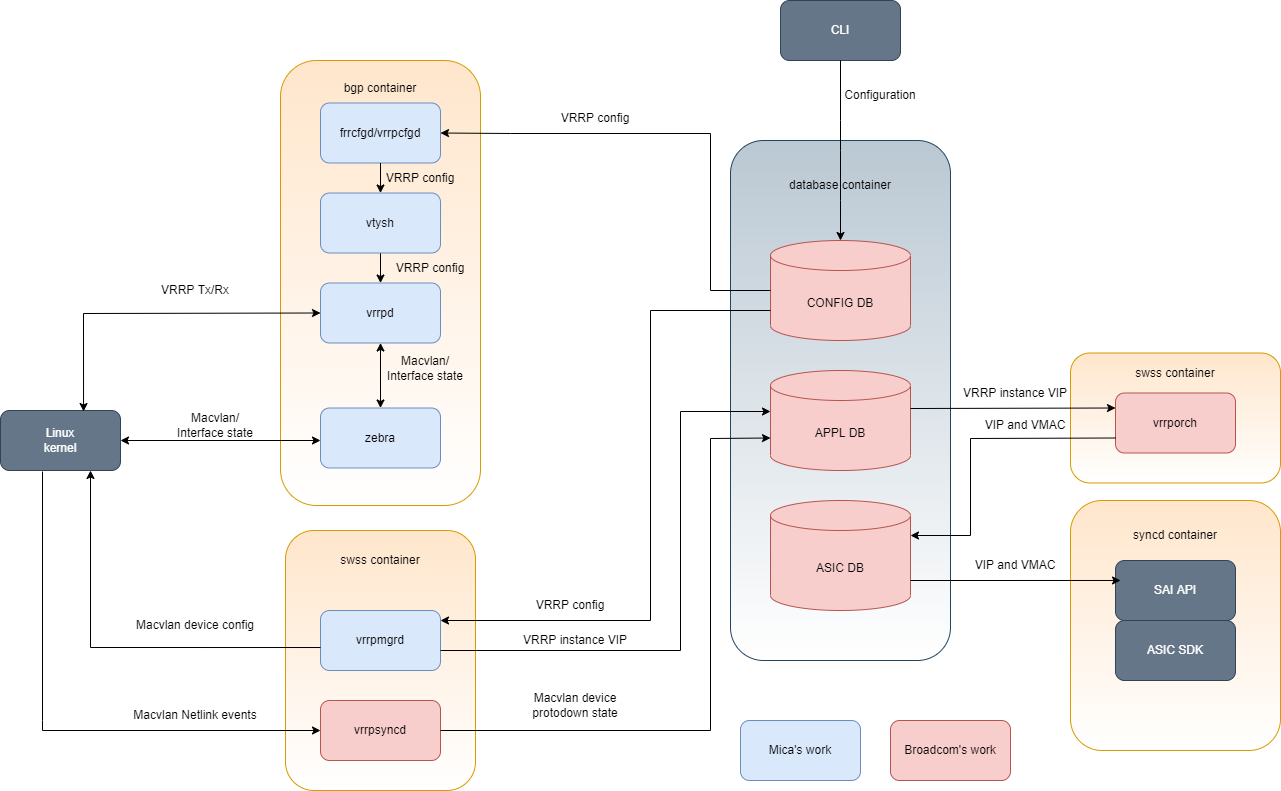 CLI
Configuration
bgp container
frrcfgd/vrrpcfgd
VRRP config
VRRP config
vtysh
VRRP config
vrrpd
VRRP Tx/Rx
Macvlan/
Interface state
zebra
Macvlan/
Interface state
Linux
kernel
database container
CONFIG DB
APPL DB
ASIC DB
VRRP instance VIP
VIP and VMAC
swss container
vrrporch
VIP and VMAC
syncd container
SAI API
ASIC SDK
swss container
vrrpmgrd
Macvlan device config
VRRP config
VRRP instance VIP
vrrpsyncd
Macvlan Netlink events
Macvlan device
protodown state
Mica's work
Broadcom's work